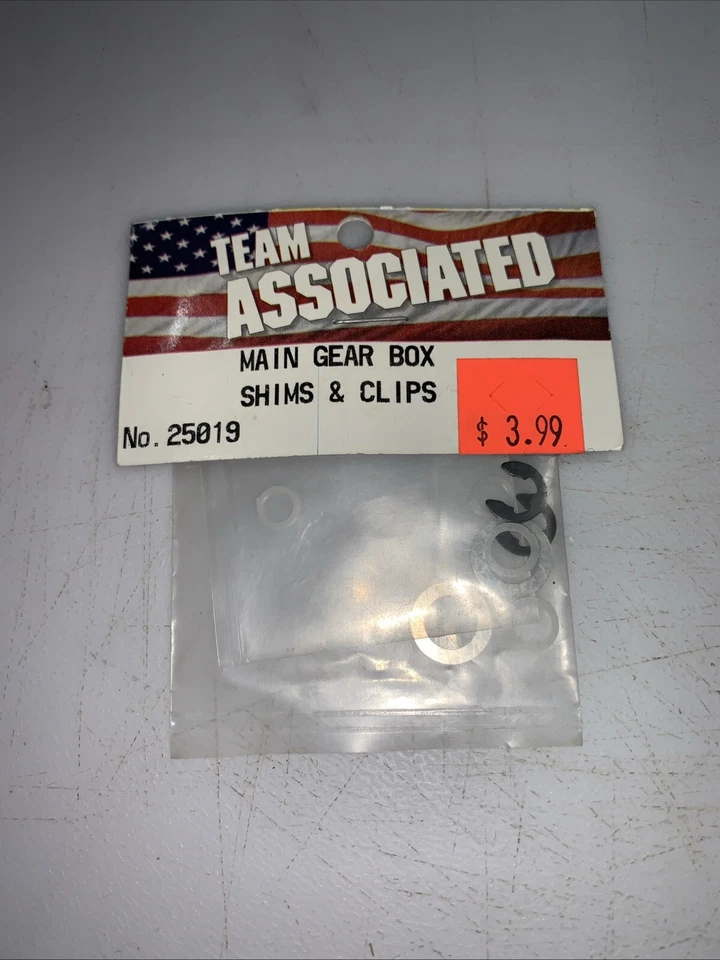 TEAM
ASSOCIATED
MAIN GEAR BOX
SHIMS & CLIPS
No. 25019
$ 3.99